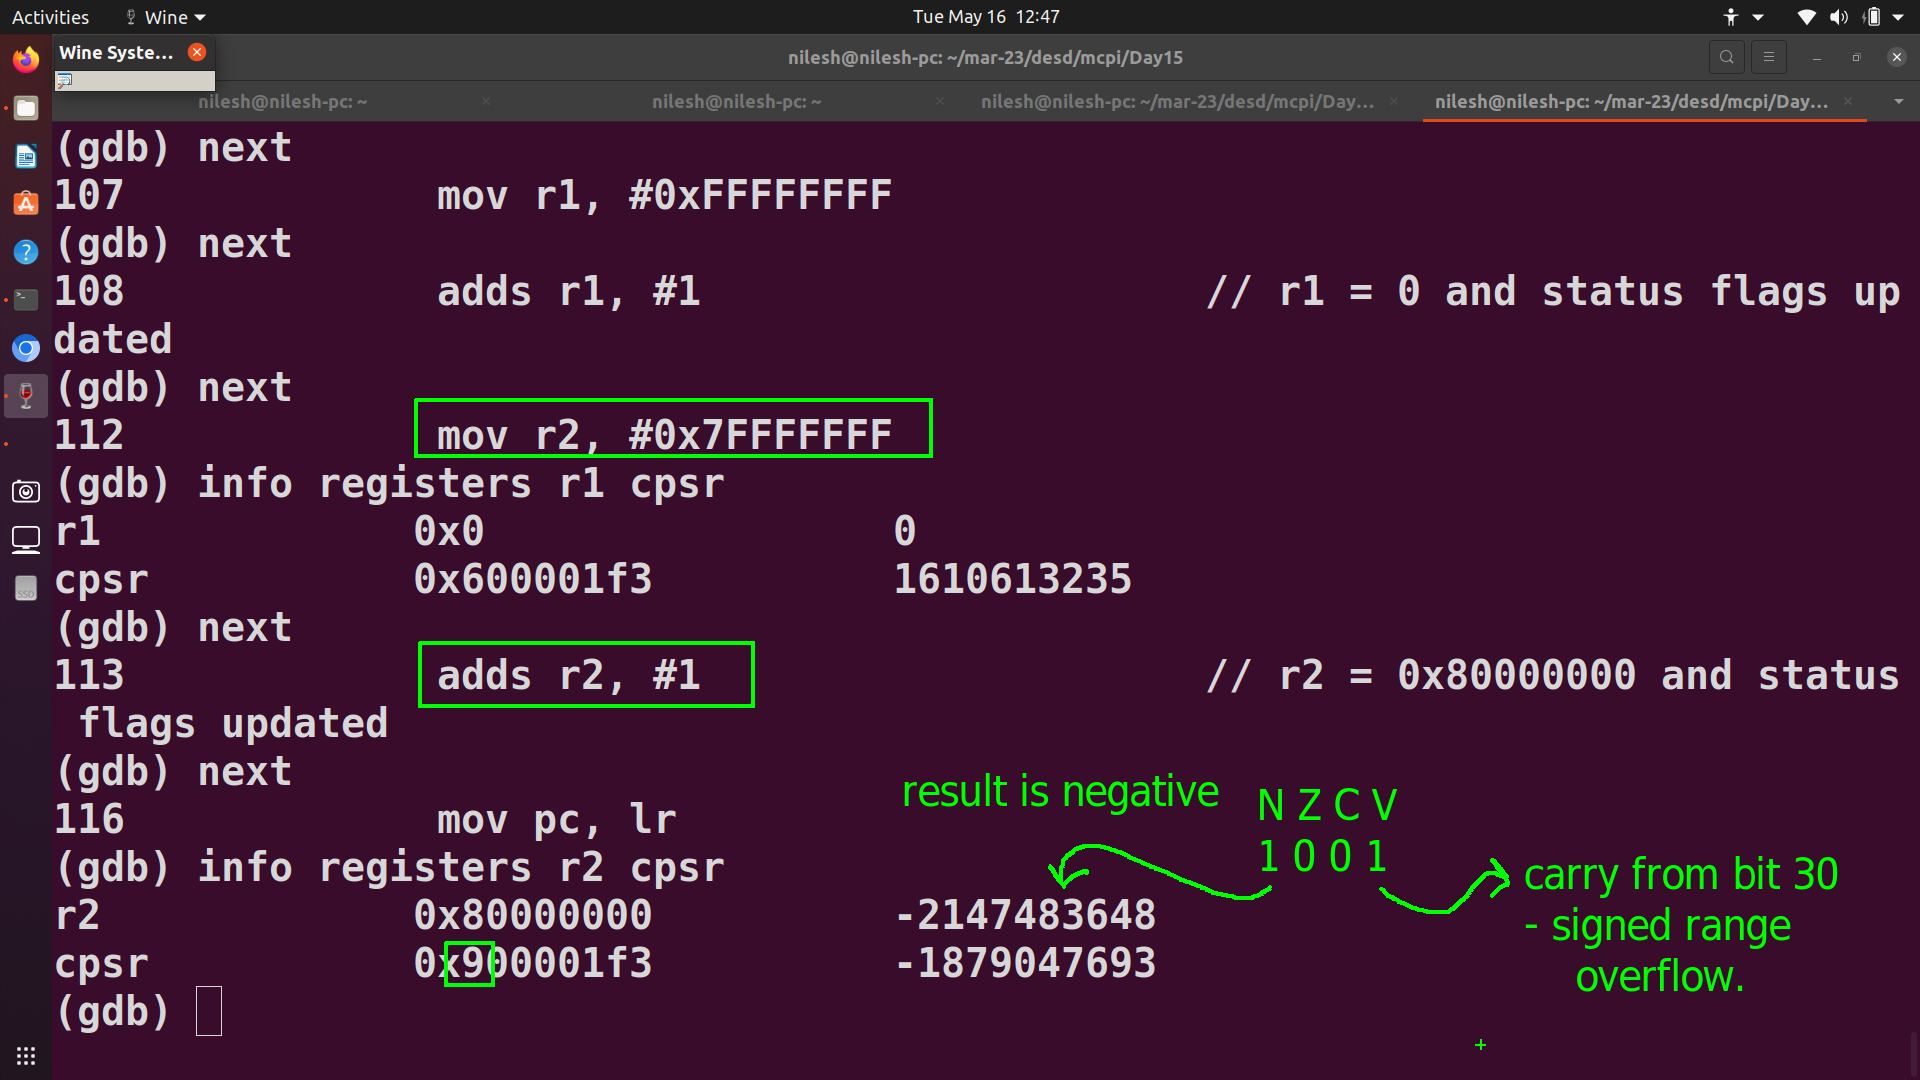 Activities
Wine
Tue May 16 12:47
Wine Syste...
nilesh@nilesh-pc: ~/mar-23/desd/mcpi/Day15
nilesh@nilesh-pc: ~
nilesh@nilesh-pc: ~
nilesh@nilesh-pc: ~/mar-23/desd/mcpi/Day...
nilesh@nilesh-pc: ~/mar-23/desd/mcpi/Day...
(gdb) next
107 mov r1, #0xFFFFFFFF
(gdb) next
108 adds r1, #1 // r1 = 0 and status flags up
dated
(gdb) next
112 mov r2, #0x7FFFFFFF
(gdb) info registers r1 cpsr
r1 0x0 0
cpsr 0x600001f3 1610613235
(gdb) next
113 adds r2, #1 // r2 = 0x80000000 and status
flags updated
(gdb) next
116 mov pc, lr
(gdb) info registers r2 cpsr
r2 0x80000000 -2147483648
cpsr 0x900001f3 -1879047693
(gdb)
result is negative
N Z C V
1 0 0 1
carry from bit 30
- signed range
overflow.
SSD